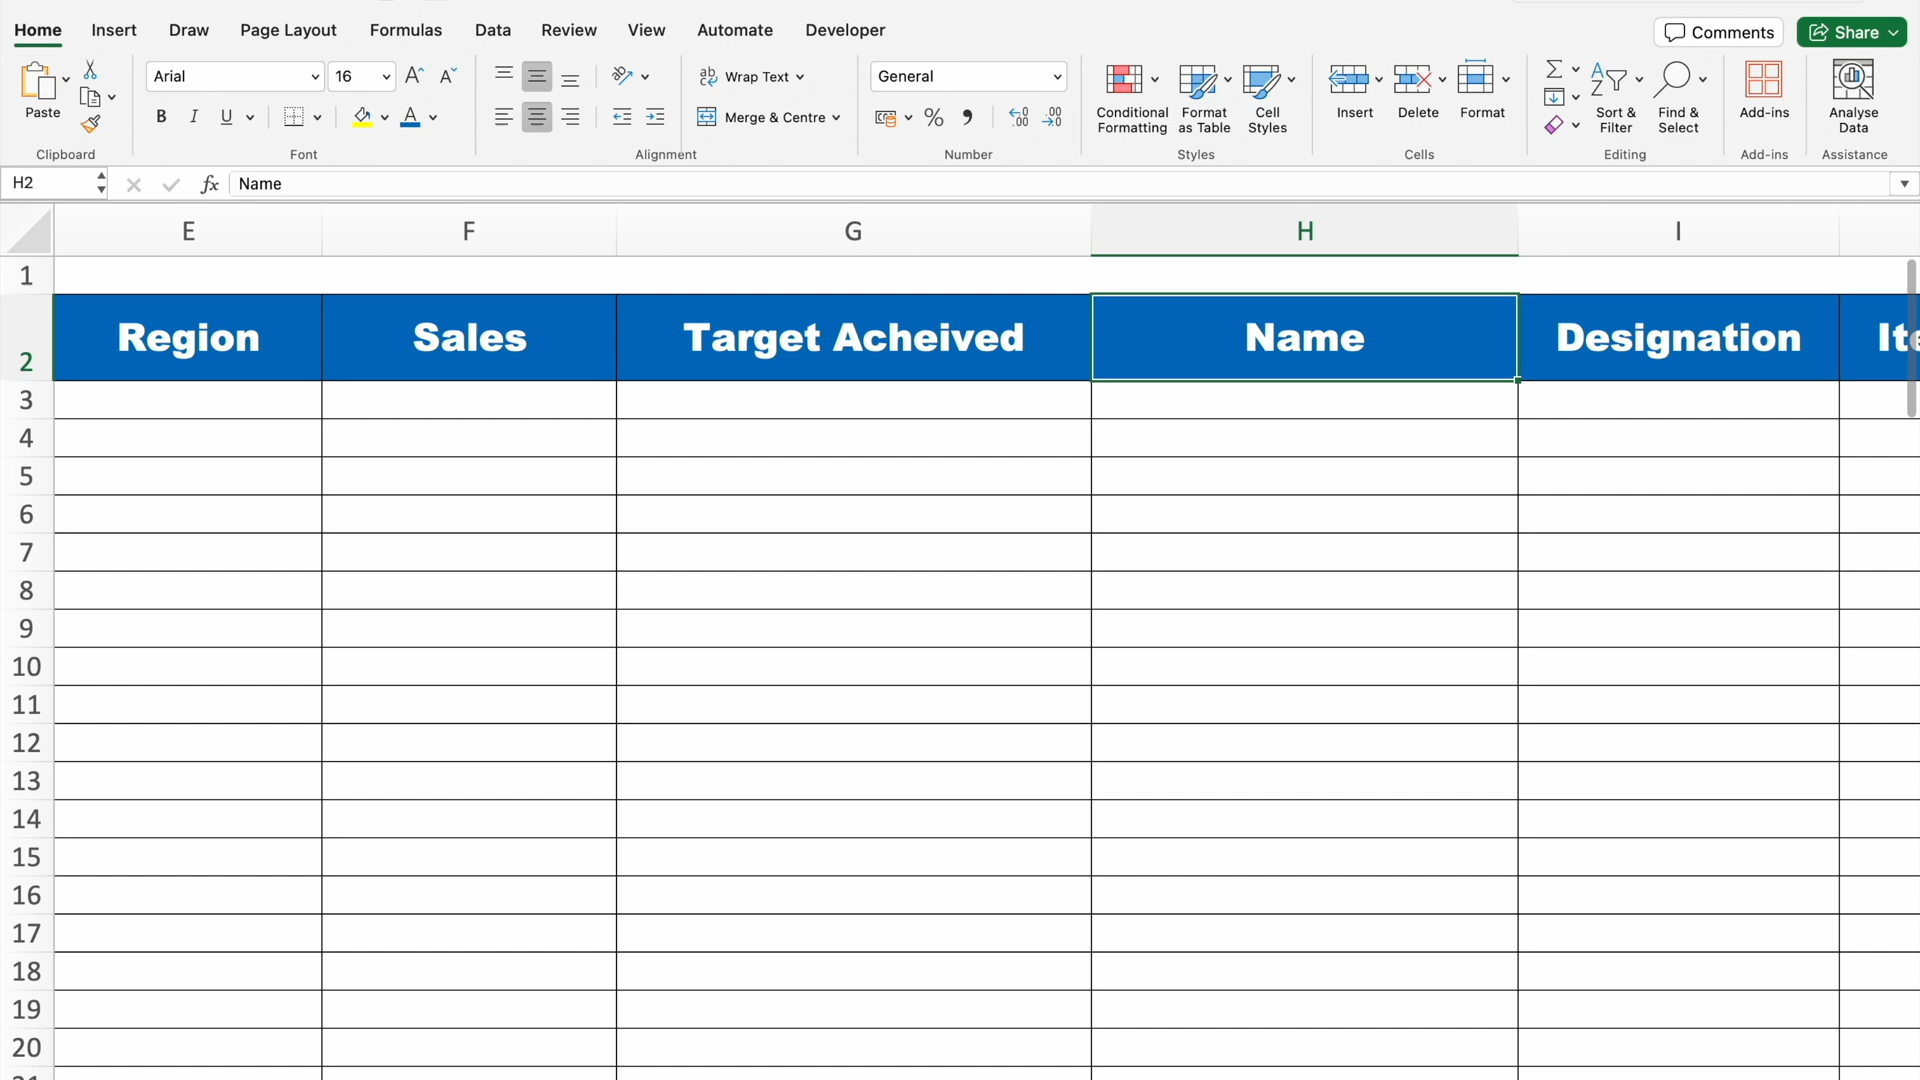 Home Insert Draw Page Layout Formulas Data Review View Automate Developer Comments Share
Paste Arial 16 Wrap Text General Conditional Formatting Format as Table Cell Styles Insert Delete Format Sort & Filter Find & Select Add-ins Analyse Data
B I U Merge & Centre % 
Clipboard Font Alignment Number Styles Cells Editing Add-ins Assistance
H2 fx Name
E F G H I
1
2 Region Sales Target Acheived Name Designation
3
4
5
6
7
8
9
10
11
12
13
14
15
16
17
18
19
20